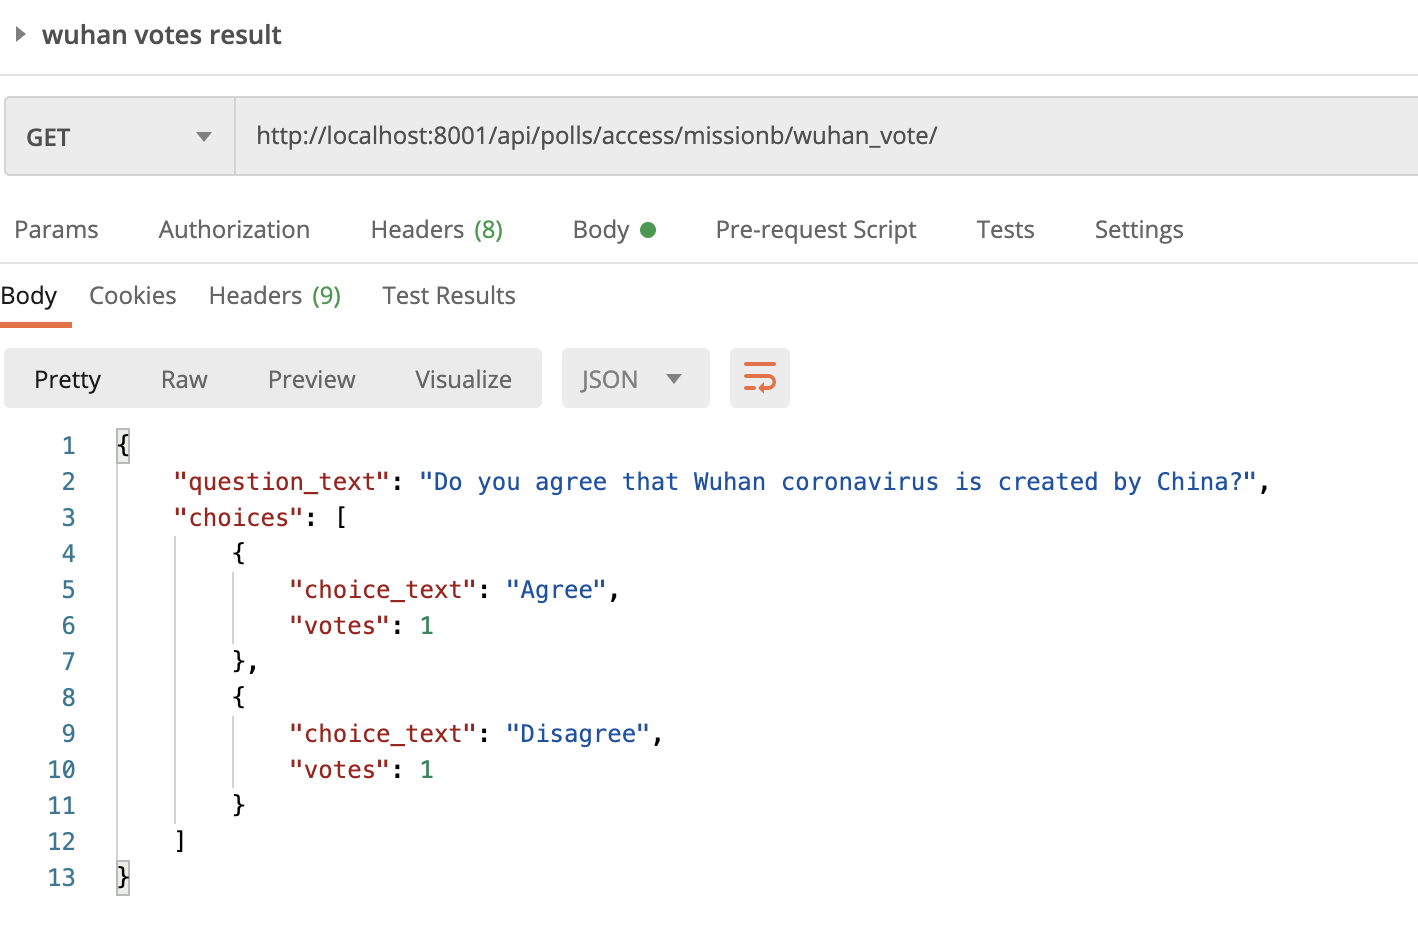 wuhan votes result
GET http://localhost:8001/api/polls/access/missionb/wuhan_vote/
Params Authorization Headers (8) Body Pre-request Script Tests Settings
Body Cookies Headers (9) Test Results
Pretty Raw Preview Visualize JSON
1 {
2 "question_text": "Do you agree that Wuhan coronavirus is created by China?",
3 "choices": [
4 {
5 "choice_text": "Agree",
6 "votes": 1
7 },
8 {
9 "choice_text": "Disagree",
10 "votes": 1
11 }
12 ]
13 }